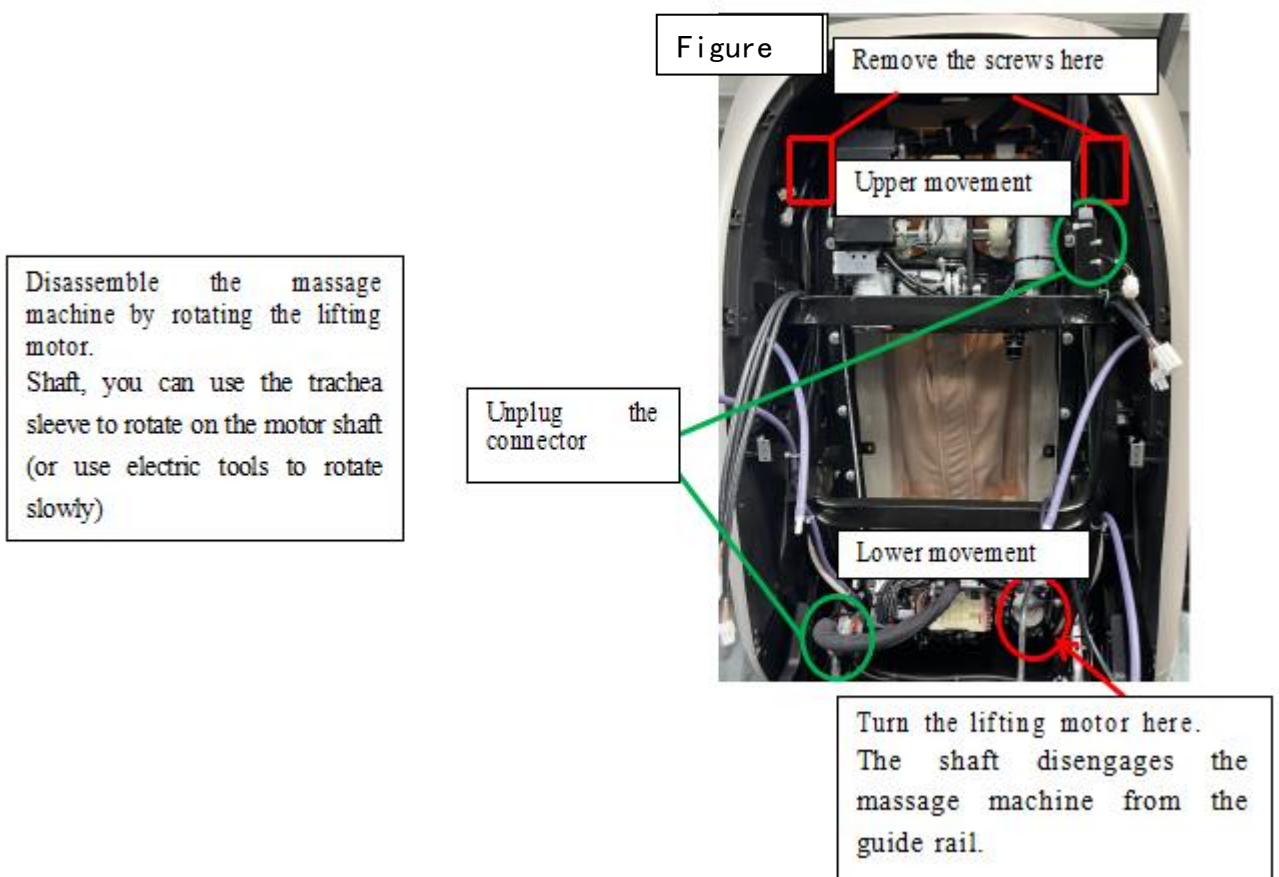 Figure
Remove the screws here
Upper movement
Disassemble the massage
machine by rotating the lifting
motor.
Shaft, you can use the trachea
sleeve to rotate on the motor shaft
(or use electric tools to rotate
slowly)
Unplug the
connector
Lower movement
Turn the lifting motor here.
The shaft disengages the
massage machine from the
guide rail.